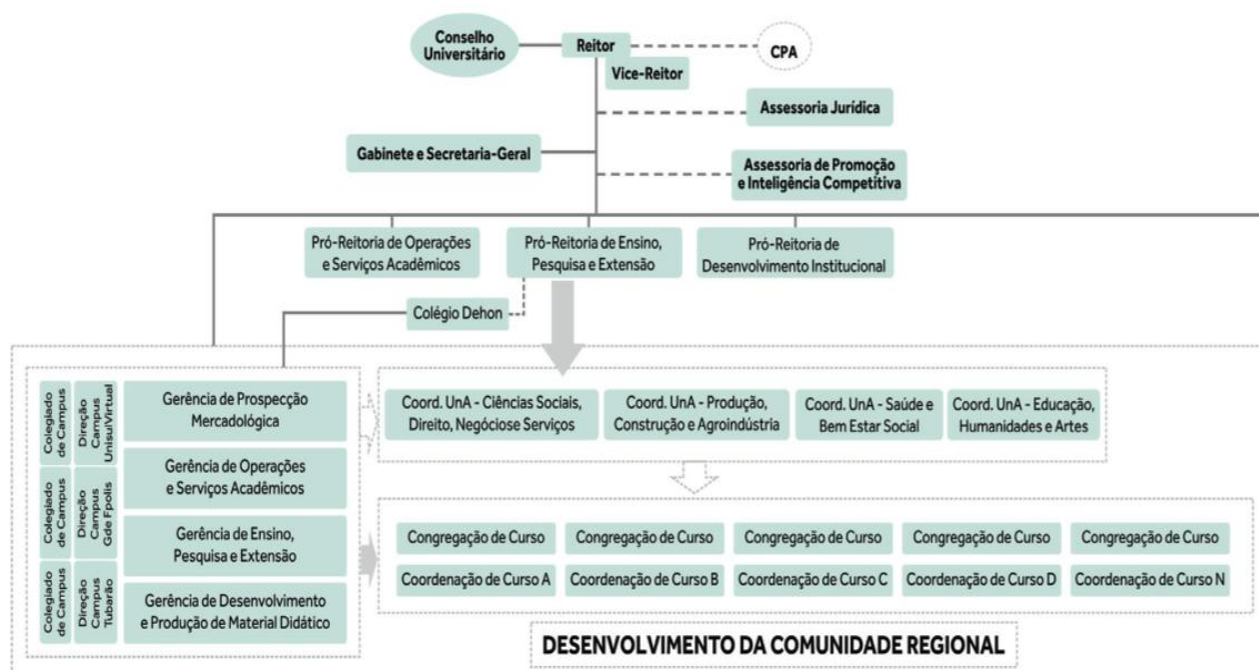 Conselho
Universitário
Reitor
CPA
Vice-Reitor
Assessoria Jurídica
Gabinete e Secretaria-Geral
Assessoria de Promoção
e Inteligência Competitiva
Pró-Reitoria de Operações
e Serviços Acadêmicos
Pró-Reitoria de Ensino,
Pesquisa e Extensão
Pró-Reitoria de
Desenvolvimento Institucional
Colégio Dehon
Colegiado
de Campus
Direção
Campus
Unisul Virtual
Gerência de Prospecção
Mercadológica
Colegiado
de Campus
Direção
Campus
Gde Fpolis
Gerência de Operações
e Serviços Acadêmicos
Gerência de Ensino,
Pesquisa e Extensão
Colegiado
de Campus
Direção
Campus
Tubarão
Gerência de Desenvolvimento
e Produção de Material Didático
Coord. UnA - Ciências Sociais,
Direito, Negóciose Serviços
Coord. UnA - Produção,
Construção e Agroindústria
Coord. UnA - Saúde e
Bem Estar Social
Coord. UnA - Educação,
Humanidades e Artes
Congregação de Curso
Congregação de Curso
Congregação de Curso
Congregação de Curso
Congregação de Curso
Coordenação de Curso A
Coordenação de Curso B
Coordenação de Curso C
Coordenação de Curso D
Coordenação de Curso N
DESENVOLVIMENTO DA COMUNIDADE REGIONAL